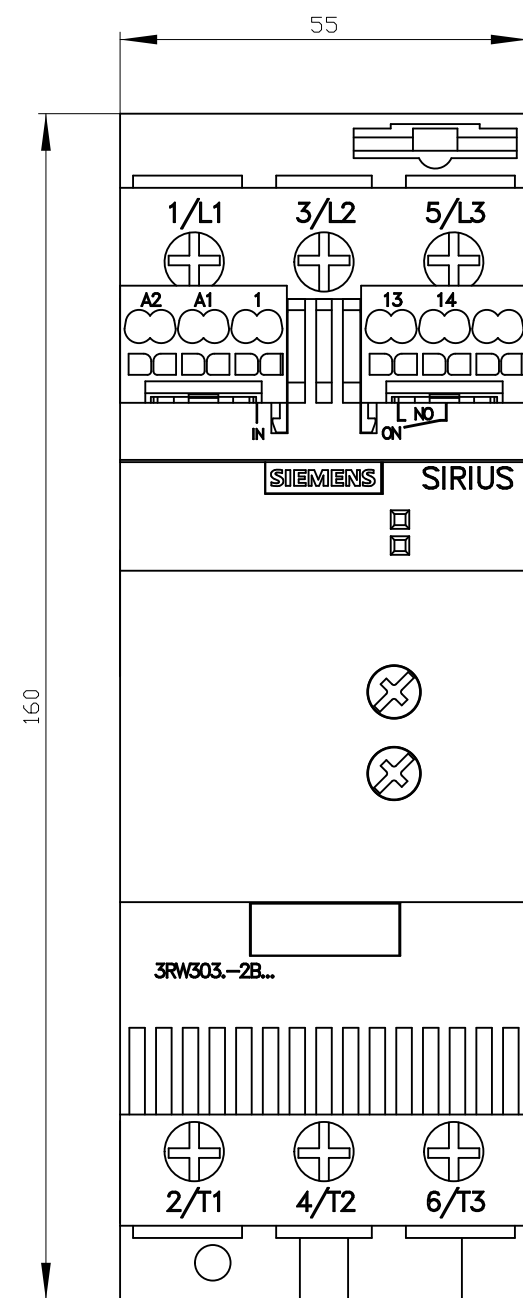 55
1/L1 3/L2 5/L3
A2 A1 1 13 14
NO
IN ON
SIEMENS SIRIUS
160
3RW303.-2B...
2/T1 4/T2 6/T3